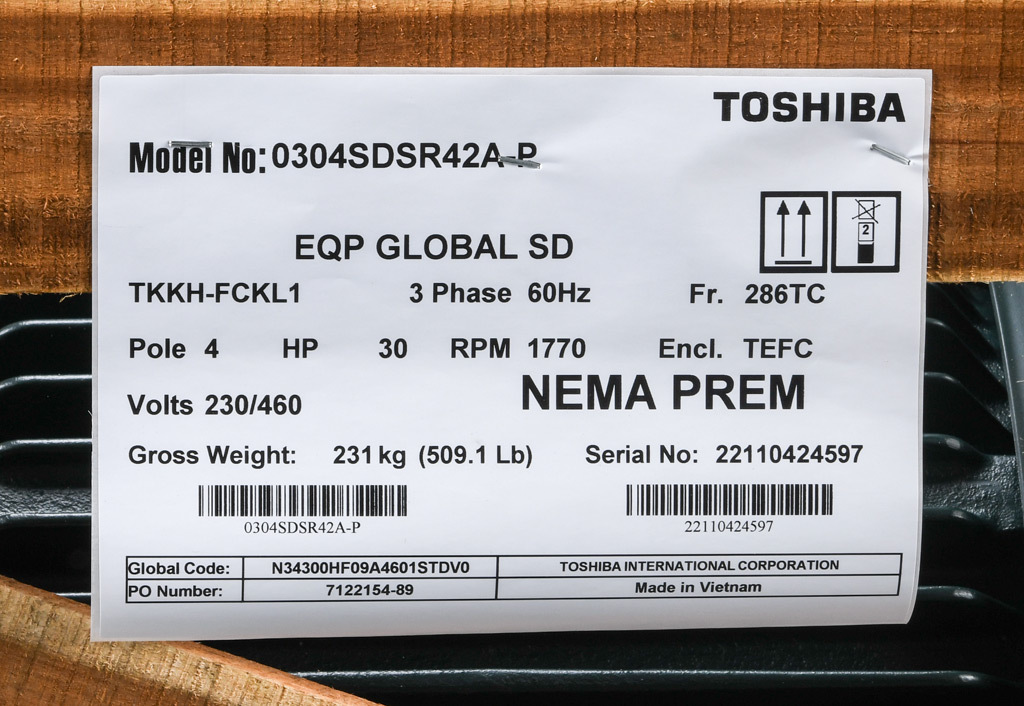 TOSHIBA
Model No: 0304SDSR42A-P
2
EQP GLOBAL SD
TKKH-FCKL1 3 Phase 60Hz Fr. 286TC
Pole 4 HP 30 RPM 1770 Encl. TEFC
Volts 230/460 NEMA PREM
Gross Weight: 231 kg (509.1 Lb) Serial No: 22110424597
0304SDSR42A-P 22110424597
Global Code: N34300HF09A4601STDV0 TOSHIBA INTERNATIONAL CORPORATION
PO Number: 7122154-89 Made in Vietnam